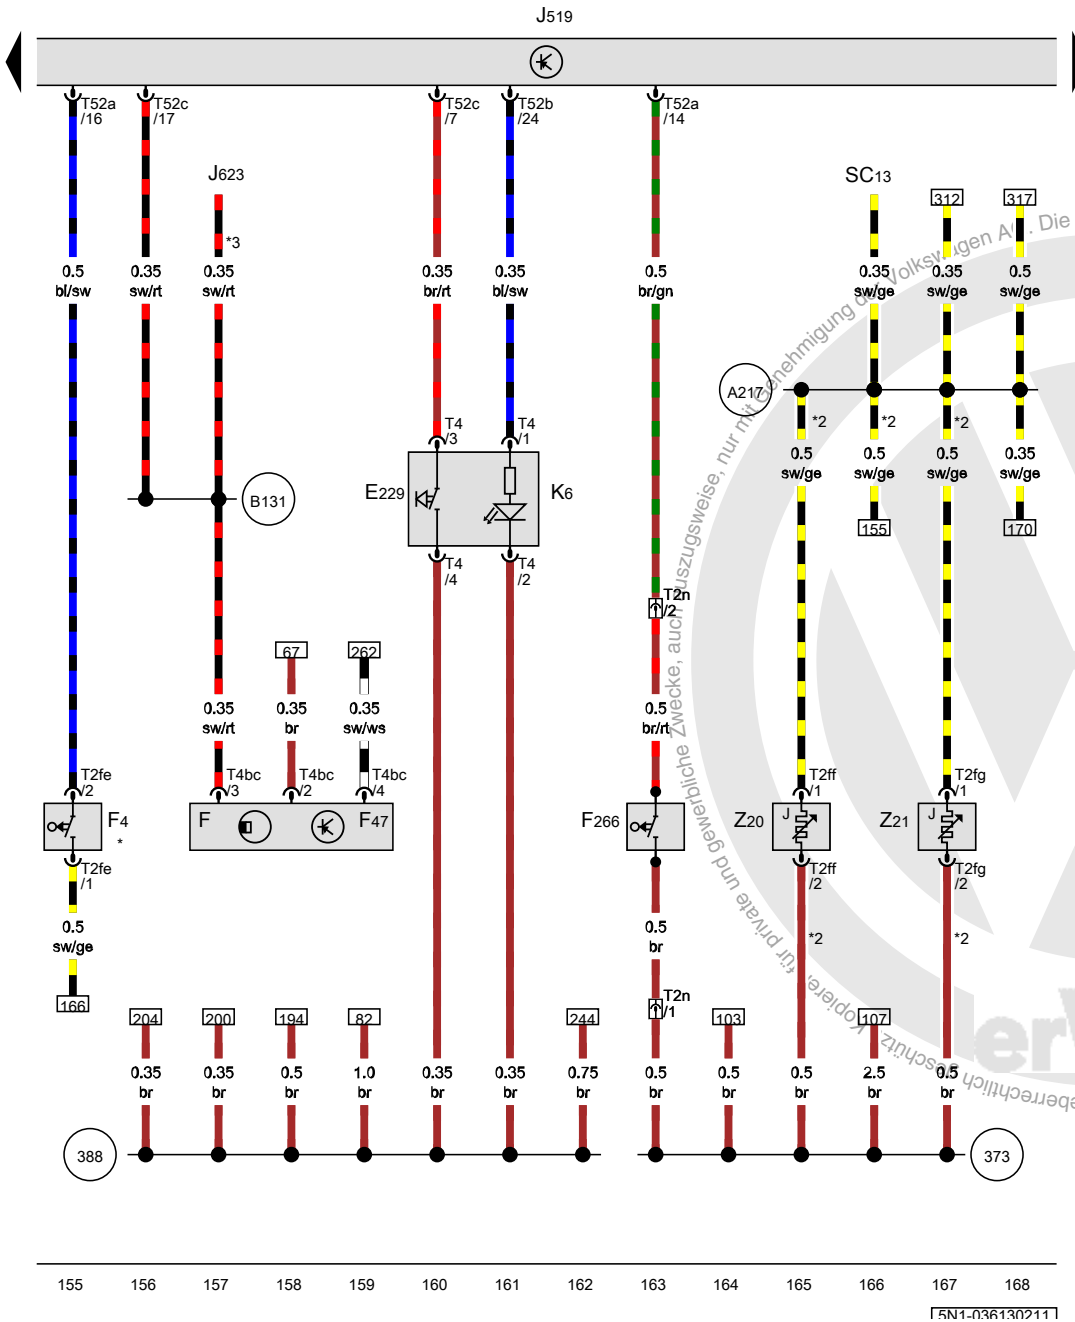 J519
T52a
/16
T52c
/17
T52c
/7
T52b
/24
T52a
/14
J623
SC13
312
317
*3
0.5
bl/sw
0.35
sw/rt
0.35
sw/rt
0.35
br/rt
0.35
bl/sw
0.5
br/gn
0.35
sw/ge
0.35
sw/ge
0.5
sw/ge
A217
*2
*2
*2
T4
/3
T4
/1
0.5
sw/ge
0.5
sw/ge
0.5
sw/ge
0.35
sw/ge
B131
E229
K6
155
170
T4
/4
T4
/2
T2n
/2
67
262
0.35
sw/rt
0.35
br
0.35
sw/ws
0.5
br/rt
T2fe
/2
T4bc
/3
T4bc
/2
T4bc
/4
T2ff
/1
T2fg
/1
F4
*
F
F47
F266
Z20
J
Z21
J
T2fe
/1
T2ff
/2
T2fg
/2
0.5
sw/ge
0.5
br
*2
*2
166
204
200
194
82
244
T2n
/1
103
107
0.35
br
0.35
br
0.5
br
1.0
br
0.35
br
0.35
br
0.75
br
0.5
br
0.5
br
0.5
br
2.5
br
0.5
br
388
373
155 156 157 158 159 160 161 162 163 164 165 166 167 168
5N1-036130211